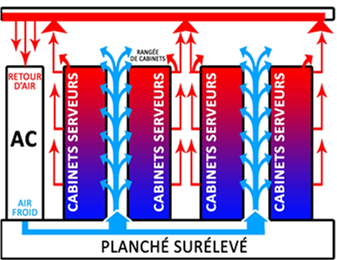 RANGÉE
DE CABINETS
RETOUR
D'AIR
AC
AIR
FROID
CABINETS SERVEURS
CABINETS SERVEURS
CABINETS SERVEURS
CABINETS SERVEURS
PLANCHÉ SURÉLEVÉ